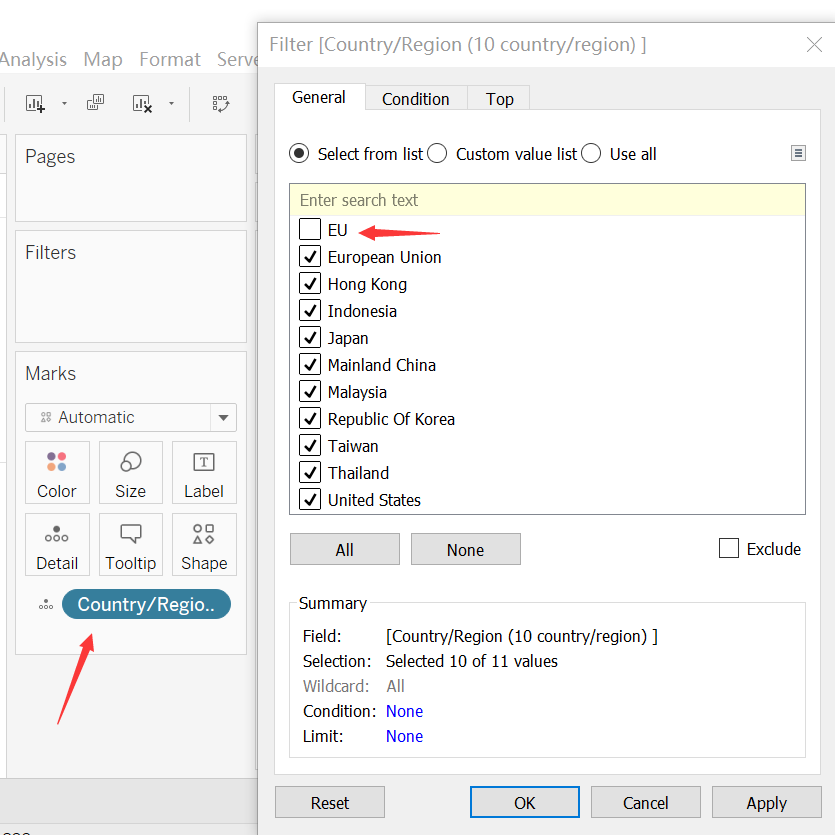 Filter [Country/Region (10 country/region) ]
Analysis Map Format Serve
General Condition Top
Pages
Select from list Custom value list Use all
Enter search text
EU
Filters
European Union
Hong Kong
Indonesia
Japan
Marks
Mainland China
Malaysia
Automatic
Republic Of Korea
Taiwan
Thailand
Color Size Label
United States
All None Exclude
Detail Tooltip Shape
Country/Regio..
Summary
Field: [Country/Region (10 country/region) ]
Selection: Selected 10 of 11 values
Wildcard: All
Condition: None
Limit: None
Reset OK Cancel Apply